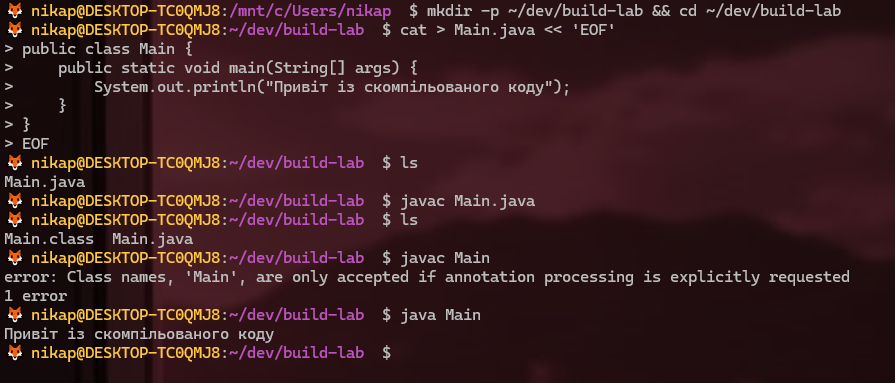 🦊 nikap@DESKTOP-TC0QMJ8:/mnt/c/Users/nikap $ mkdir -p ~/dev/build-lab && cd ~/dev/build-lab
🦊 nikap@DESKTOP-TC0QMJ8:~/dev/build-lab $ cat > Main.java << 'EOF'
> public class Main {
>     public static void main(String[] args) {
>         System.out.println("Привіт із скомпільованого коду");
>     }
> }
> EOF
🦊 nikap@DESKTOP-TC0QMJ8:~/dev/build-lab $ ls
Main.java
🦊 nikap@DESKTOP-TC0QMJ8:~/dev/build-lab $ javac Main.java
🦊 nikap@DESKTOP-TC0QMJ8:~/dev/build-lab $ ls
Main.class  Main.java
🦊 nikap@DESKTOP-TC0QMJ8:~/dev/build-lab $ javac Main
error: Class names, 'Main', are only accepted if annotation processing is explicitly requested
1 error
🦊 nikap@DESKTOP-TC0QMJ8:~/dev/build-lab $ java Main
Привіт із скомпільованого коду
🦊 nikap@DESKTOP-TC0QMJ8:~/dev/build-lab $